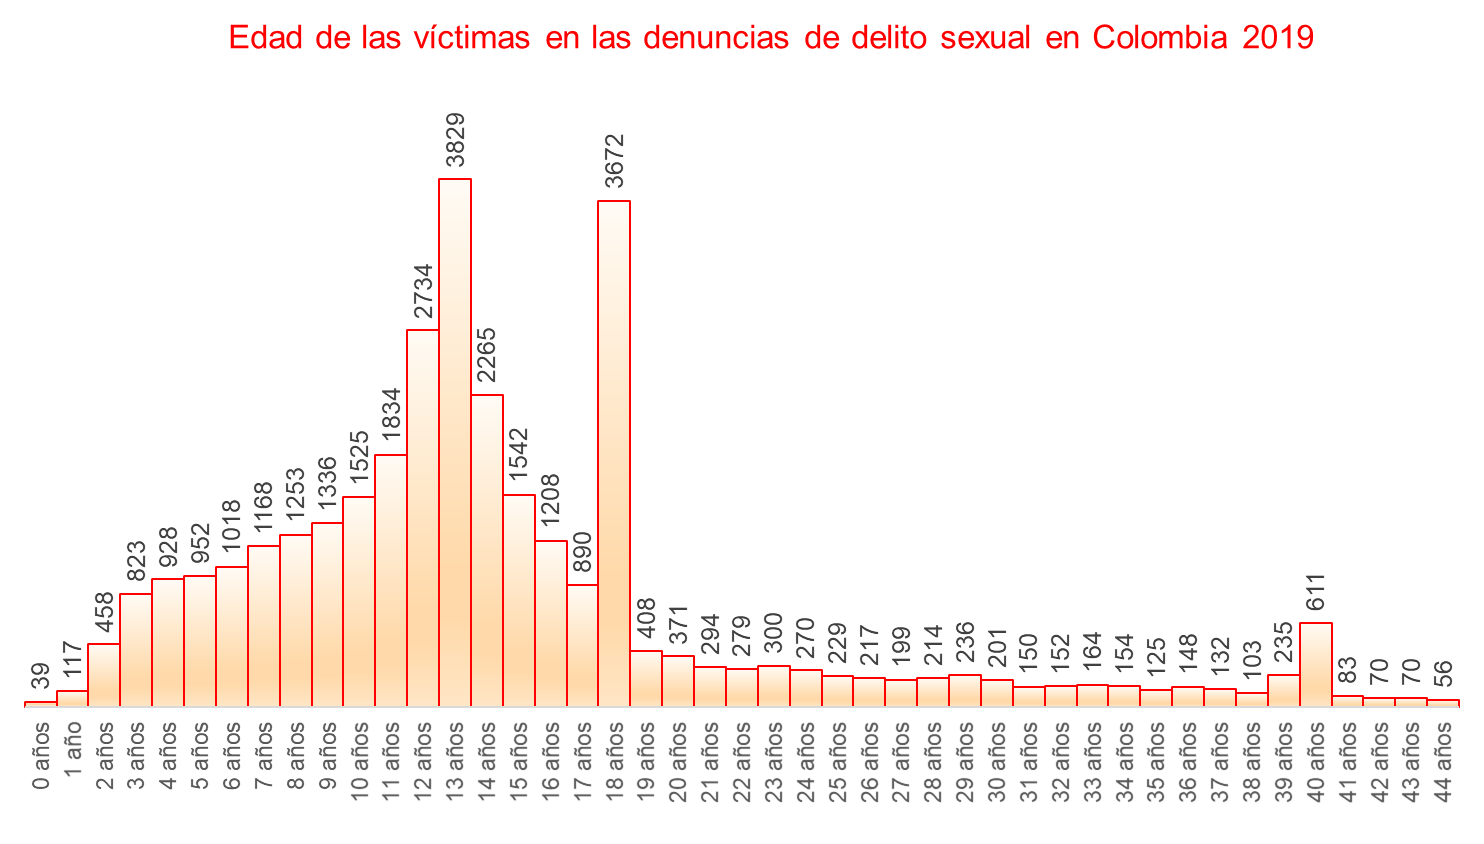 Edad de las víctimas en las denuncias de delito sexual en Colombia 2019
39
117
458
823
928
952
1018
1168
1253
1336
1525
1834
2734
3829
2265
1542
1208
890
3672
408
371
294
279
300
270
229
217
199
214
236
201
150
152
164
154
125
148
132
103
235
611
83
70
70
56
0 años
1 año
2 años
3 años
4 años
5 años
6 años
7 años
8 años
9 años
10 años
11 años
12 años
13 años
14 años
15 años
16 años
17 años
18 años
19 años
20 años
21 años
22 años
23 años
24 años
25 años
26 años
27 años
28 años
29 años
30 años
31 años
32 años
33 años
34 años
35 años
36 años
37 años
38 años
39 años
40 años
41 años
42 años
43 años
44 años